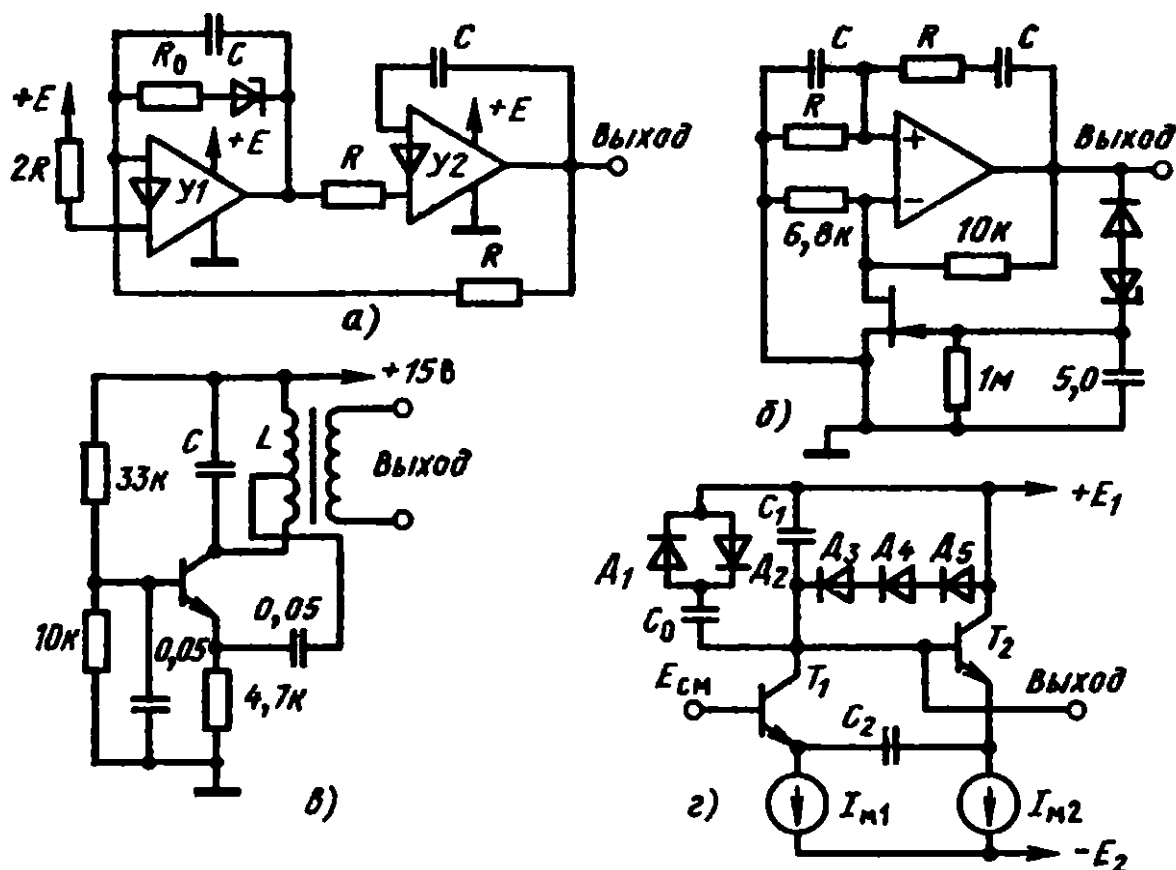 C
R₀
+E
2R
+E
У1
R
C
+E
У2
Выход
R
а)
C
R
C
R
+
−
6,8к
10к
Выход
1м
5,0
б)
+15В
C
L
33к
Выход
10к
0,05
0,05
4,7к
в)
+E₁
C₁
Д₁
Д₂
Д₃
Д₄
Д₅
C₀
T₂
Eсм
T₁
Выход
C₂
г)
Iм1
Iм2
−E₂